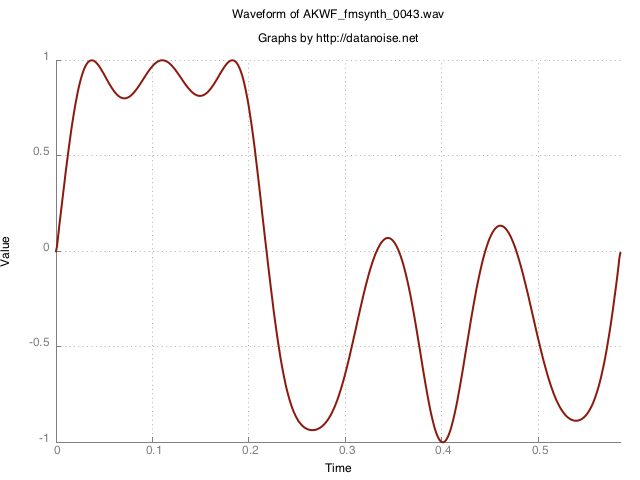 Waveform of AKWF_fmsynth_0043.wav
Graphs by http://datanoise.net
1
0.5
0
-0.5
-1
Value
0
0.1
0.2
0.3
0.4
0.5
Time